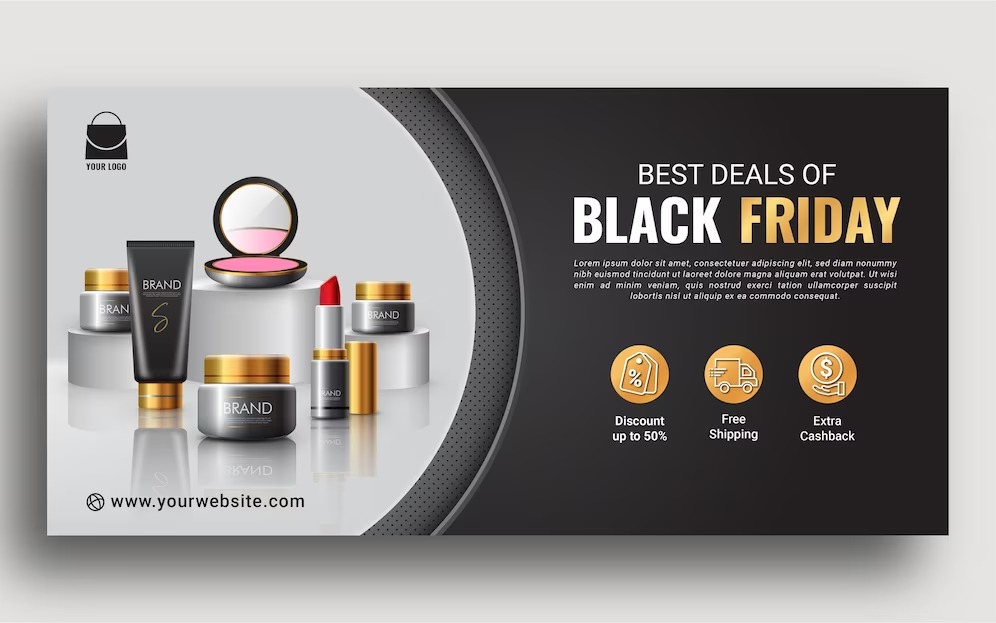 YOUR LOGO
BRAND
BRAND
BRAND
BRAND
BRAND
www.yourwebsite.com
BEST DEALS OF
BLACK FRIDAY
Lorem ipsum dolor sit amet, consectetuer adipiscing elit, sed diam nonummy
nibh euismod tincidunt ut laoreet dolore magna aliquam erat volutpat. Ut wisi
enim ad minim veniam, quis nostrud exerci tation ullamcorper suscipit
lobortis nisl ut aliquip ex ea commodo consequat.
Discount
up to 50%
Free
Shipping
Extra
Cashback